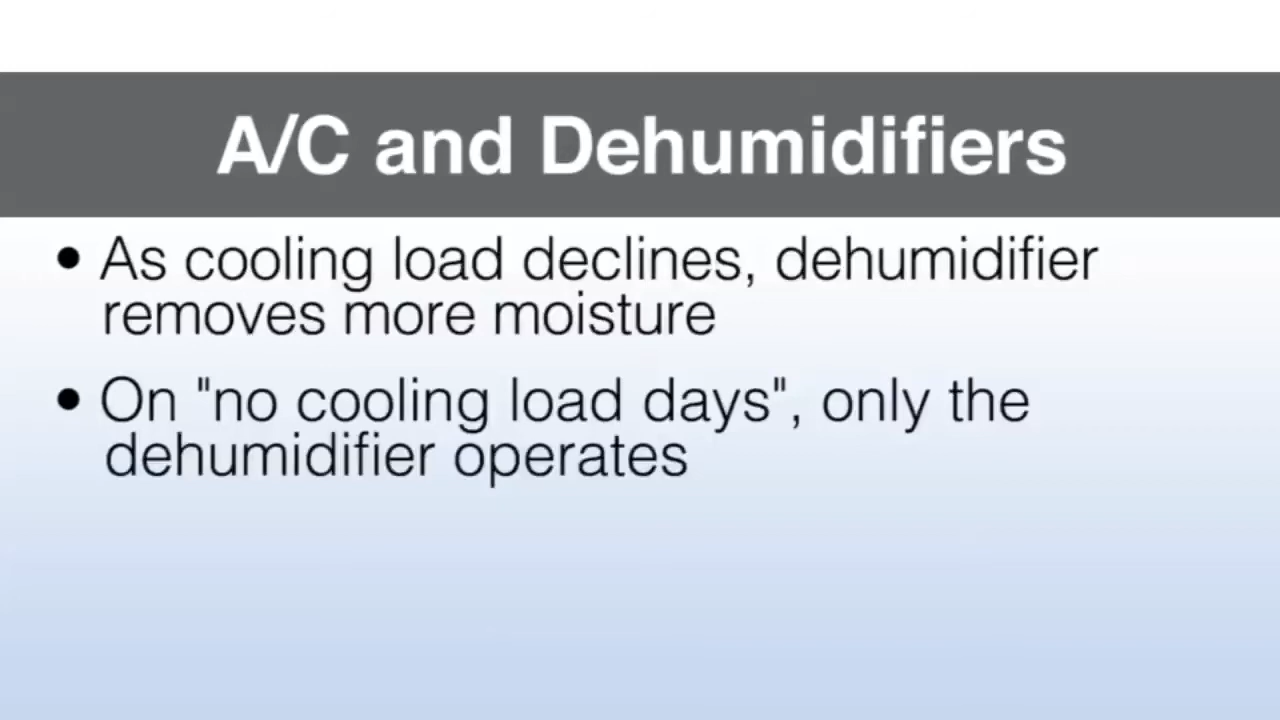 A/C and Dehumidifiers
• As cooling load declines, dehumidifier
removes more moisture
• On "no cooling load days", only the
dehumidifier operates